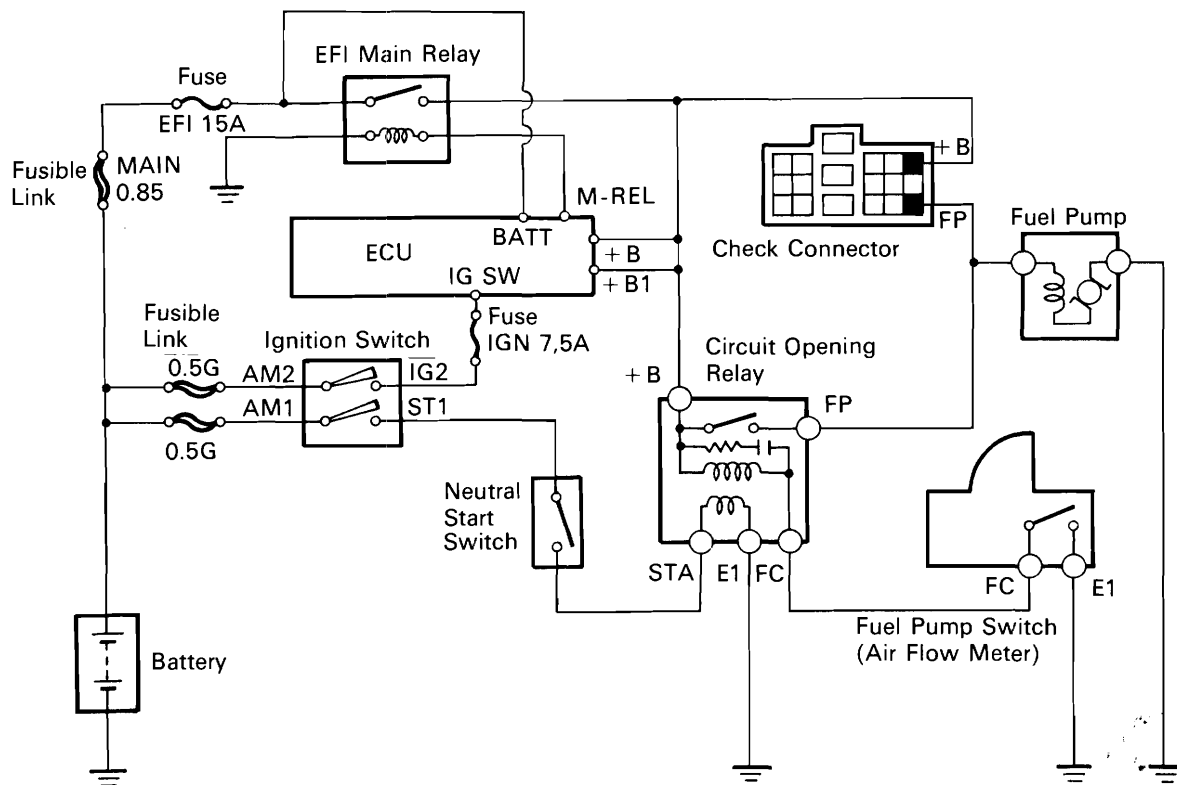 EFI Main Relay
Fuse
EFI 15A
Fusible
Link
MAIN
0.85
+ B
M-REL
BATT
ECU
+ B
+ B1
IG SW
FP
Check Connector
Fuel Pump
Fuse
IGN 7,5A
Fusible
Link
0.5G
Ignition Switch
AM2
IG2
AM1
ST1
0.5G
Circuit Opening
Relay
+ B
FP
Neutral
Start
Switch
STA
E1
FC
FC
E1
Fuel Pump Switch
(Air Flow Meter)
Battery